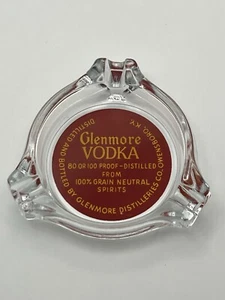 Glenmore
VODKA
80 OR 100 PROOF-DISTILLED
FROM
100% GRAIN NEUTRAL
SPIRITS
DISTILLED AND BOTTLED BY GLENMORE DISTILLERIES CO., OWENSBORO, KY.